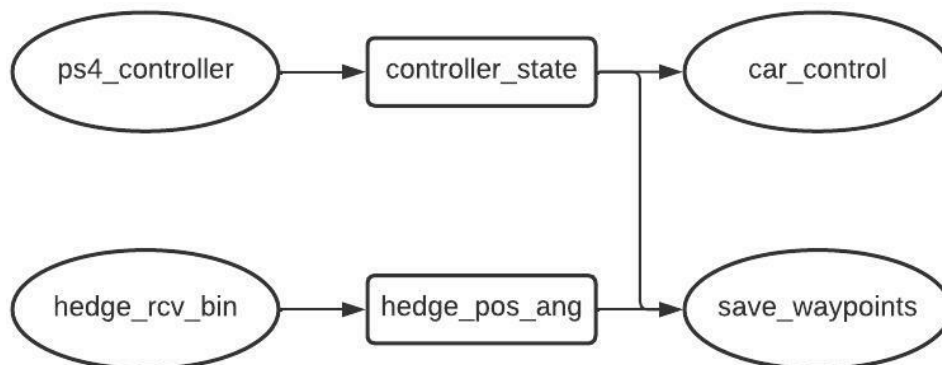 ps4_controller
controller_state
car_control
hedge_rcv_bin
hedge_pos_ang
save_waypoints